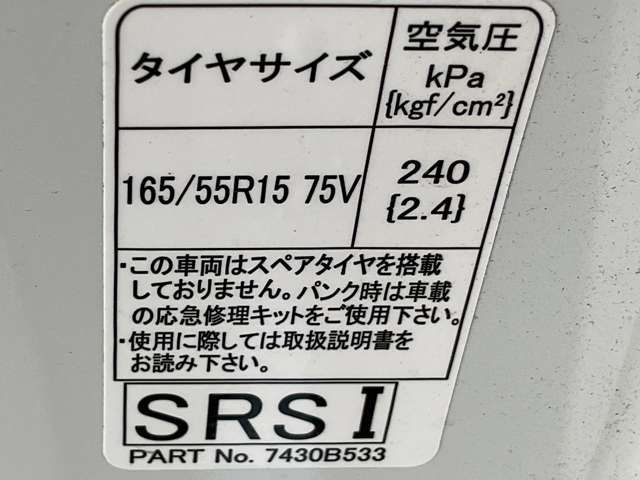 タイヤサイズ
空気圧
kPa
{kgf/cm²}
165/55R15 75V
240
{2.4}
・この車両はスペアタイヤを搭載
しておりません。パンク時は車載
の応急修理キットをご使用下さい。
・使用に際しては取扱説明書を
お読み下さい。
SRS I
PART No. 7430B533